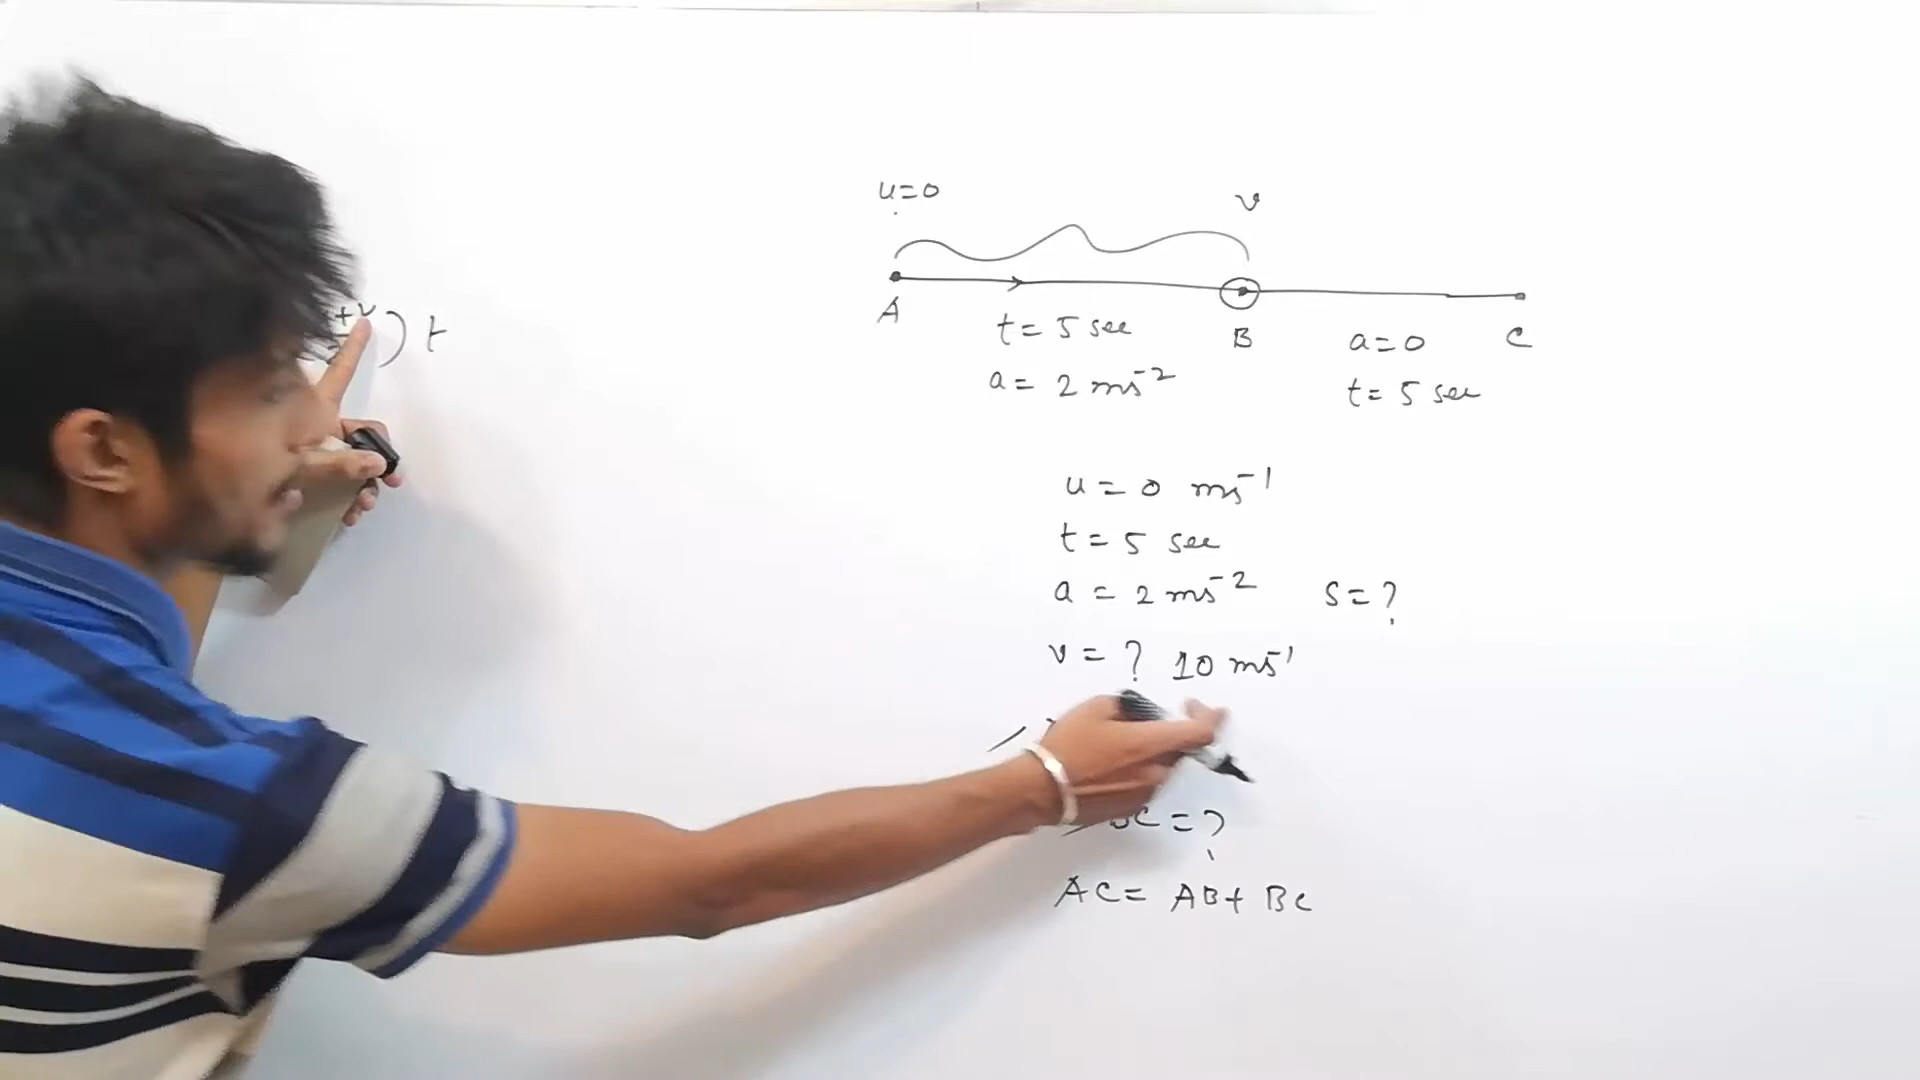 u=0
v
A
B
C
t= 5 sec
a= 2 ms⁻²
a=0
t= 5 sec
+v
) t
u = 0 ms⁻¹
t = 5 sec
a = 2 ms⁻² s=?
v = ? 10 ms⁻¹
C=?
AC= AB+ BC